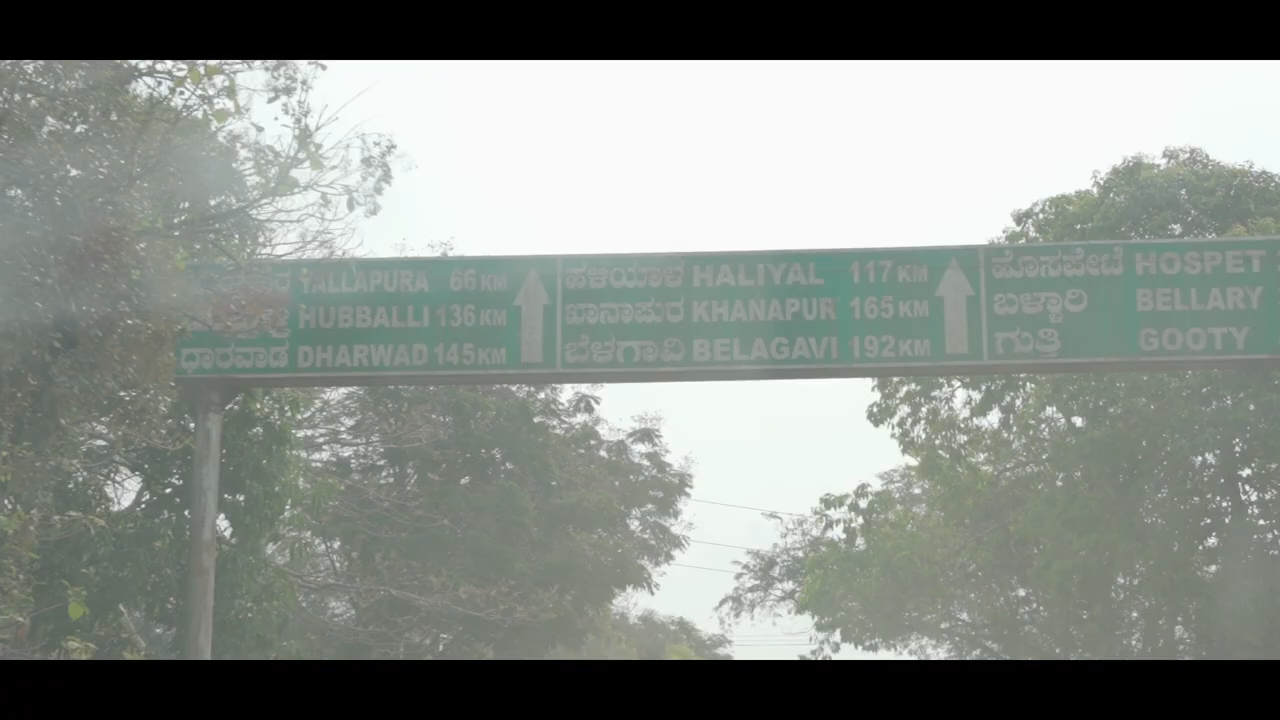 YALLAPURA 66 KM
HUBBALLI 136 KM
ಧಾರವಾಡ DHARWAD 145 KM
ಹಳಿಯಾಳ HALIYAL 117 KM
ಖಾನಾಪುರ KHANAPUR 165 KM
ಬೆಳಗಾವಿ BELAGAVI 192 KM
ಹೊಸಪೇಟೆ HOSPET
ಬಳ್ಳಾರಿ BELLARY
ಗುತ್ತಿ GOOTY